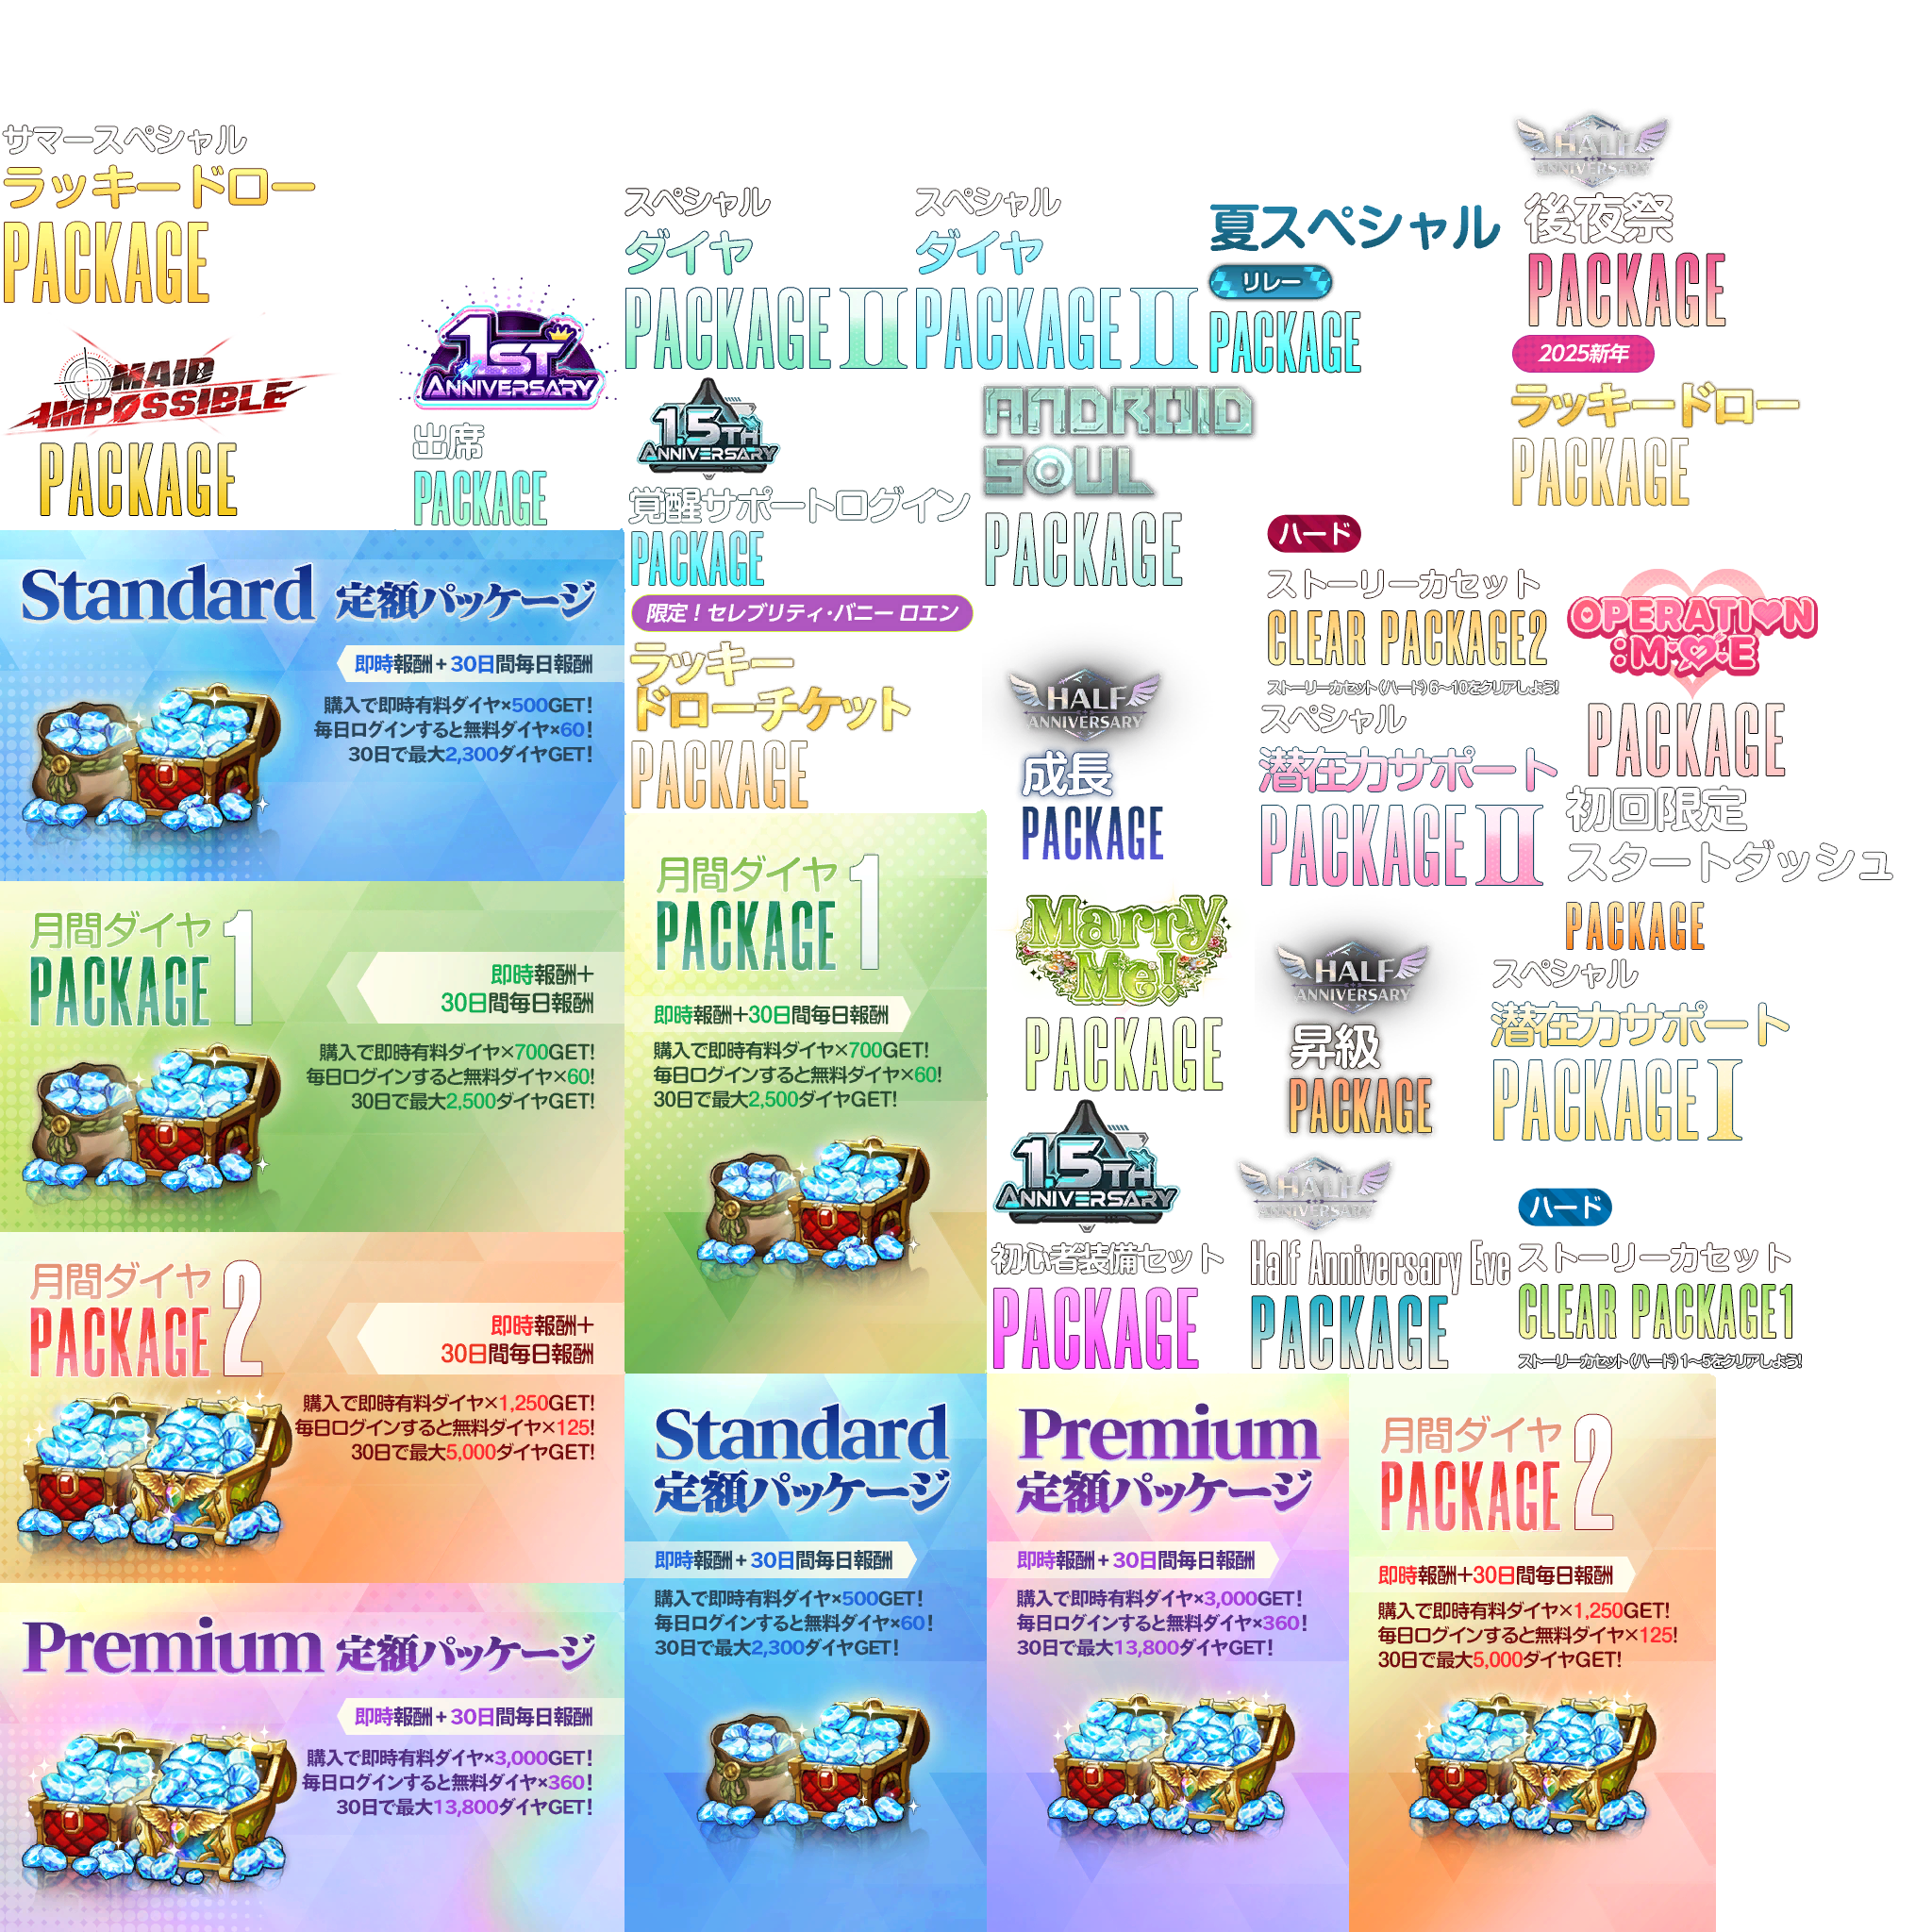 サマースペシャル
ラッキードロー
PACKAGE
MAID
IMPOSSIBLE
PACKAGE
1ST
ANNIVERSARY
出席
PACKAGE
スペシャル
ダイヤ
PACKAGE II
スペシャル
ダイヤ
PACKAGE II
夏スペシャル
リレー
PACKAGE
HALF
ANNIVERSARY
後夜祭
PACKAGE
2025新年
ラッキードロー
PACKAGE
1.5TH
ANNIVERSARY
覚醒サポートログイン
PACKAGE
ANDROID
SOUL
PACKAGE
限定！セレブリティ・バニー ロエン
ラッキー
ドローチケット
PACKAGE
ハード
ストーリーカセット
CLEAR PACKAGE2
ストーリーカセット（ハード）6〜10をクリアしよう！
OPERATION
:M・O・E
PACKAGE
HALF
ANNIVERSARY
成長
PACKAGE
スペシャル
潜在力サポート
PACKAGE II
初回限定
スタートダッシュ
PACKAGE
Marry
Me!
PACKAGE
HALF
ANNIVERSARY
昇級
PACKAGE
スペシャル
潜在力サポート
PACKAGE I
1.5TH
ANNIVERSARY
初心者装備セット
PACKAGE
HALF
ANNIVERSARY
Half Anniversary Eve
PACKAGE
ハード
ストーリーカセット
CLEAR PACKAGE1
ストーリーカセット（ハード）1〜5をクリアしよう！
Standard 定額パッケージ
即時報酬＋30日間毎日報酬
購入で即時有料ダイヤ×500GET！
毎日ログインすると無料ダイヤ×60！
30日で最大2,300ダイヤGET！
月間ダイヤ
PACKAGE 1
即時報酬＋
30日間毎日報酬
購入で即時有料ダイヤ×700GET!
毎日ログインすると無料ダイヤ×60!
30日で最大2,500ダイヤGET!
月間ダイヤ
PACKAGE 2
即時報酬＋
30日間毎日報酬
購入で即時有料ダイヤ×1,250GET!
毎日ログインすると無料ダイヤ×125!
30日で最大5,000ダイヤGET!
Premium 定額パッケージ
即時報酬＋30日間毎日報酬
購入で即時有料ダイヤ×3,000GET！
毎日ログインすると無料ダイヤ×360！
30日で最大13,800ダイヤGET！
月間ダイヤ
PACKAGE 1
即時報酬＋30日間毎日報酬
購入で即時有料ダイヤ×700GET!
毎日ログインすると無料ダイヤ×60!
30日で最大2,500ダイヤGET!
Standard
定額パッケージ
即時報酬＋30日間毎日報酬
購入で即時有料ダイヤ×500GET！
毎日ログインすると無料ダイヤ×60！
30日で最大2,300ダイヤGET！
Premium
定額パッケージ
即時報酬＋30日間毎日報酬
購入で即時有料ダイヤ×3,000GET！
毎日ログインすると無料ダイヤ×360！
30日で最大13,800ダイヤGET！
月間ダイヤ
PACKAGE 2
即時報酬＋30日間毎日報酬
購入で即時有料ダイヤ×1,250GET!
毎日ログインすると無料ダイヤ×125!
30日で最大5,000ダイヤGET!